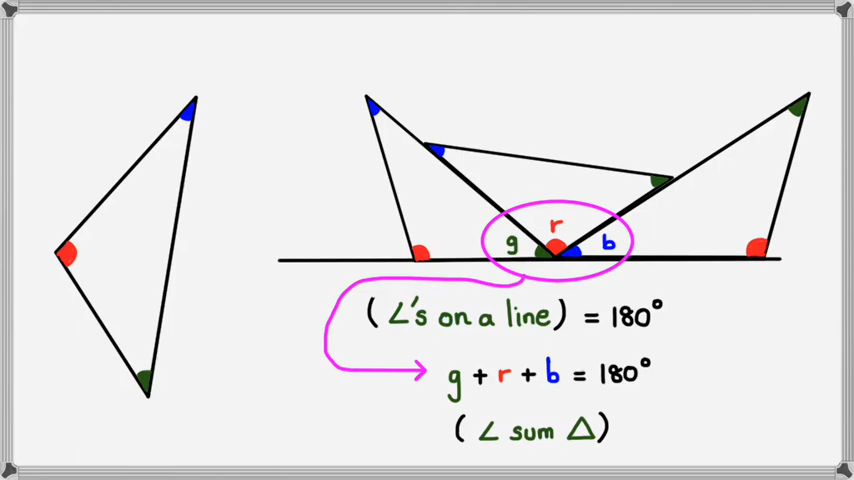 r
g b
(∠'s on a line) = 180°
g + r + b = 180°
(∠ sum △)